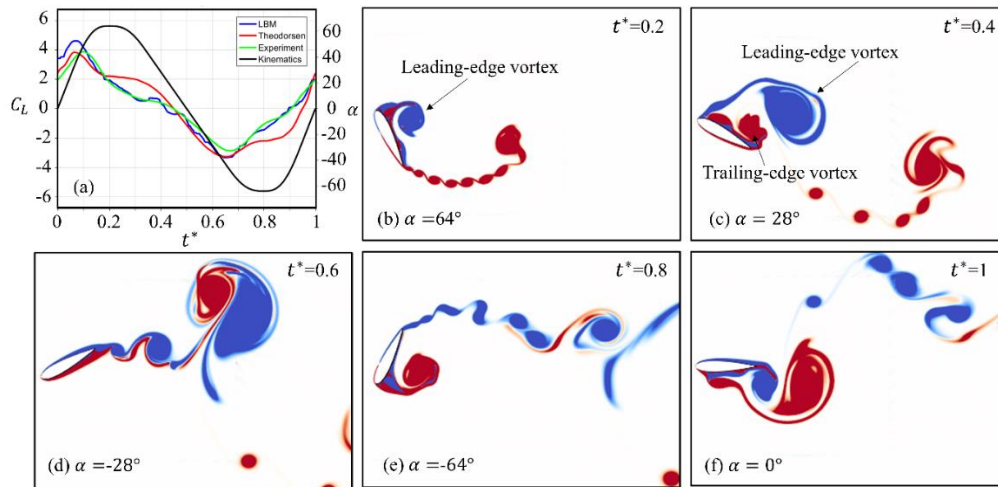 6
4
2
0
-2
-4
-6
C_L
LBM
Theodorsen
Experiment
Kinematics
60
40
20
0
-20
-40
-60
α
(a)
0 0.2 0.4 0.6 0.8 1
t*
t*=0.2
Leading-edge vortex
(b) α =64°
t*=0.4
Leading-edge vortex
Trailing-edge vortex
(c) α = 28°
t*=0.6
(d) α =-28°
t*=0.8
(e) α =-64°
t*=1
(f) α = 0°